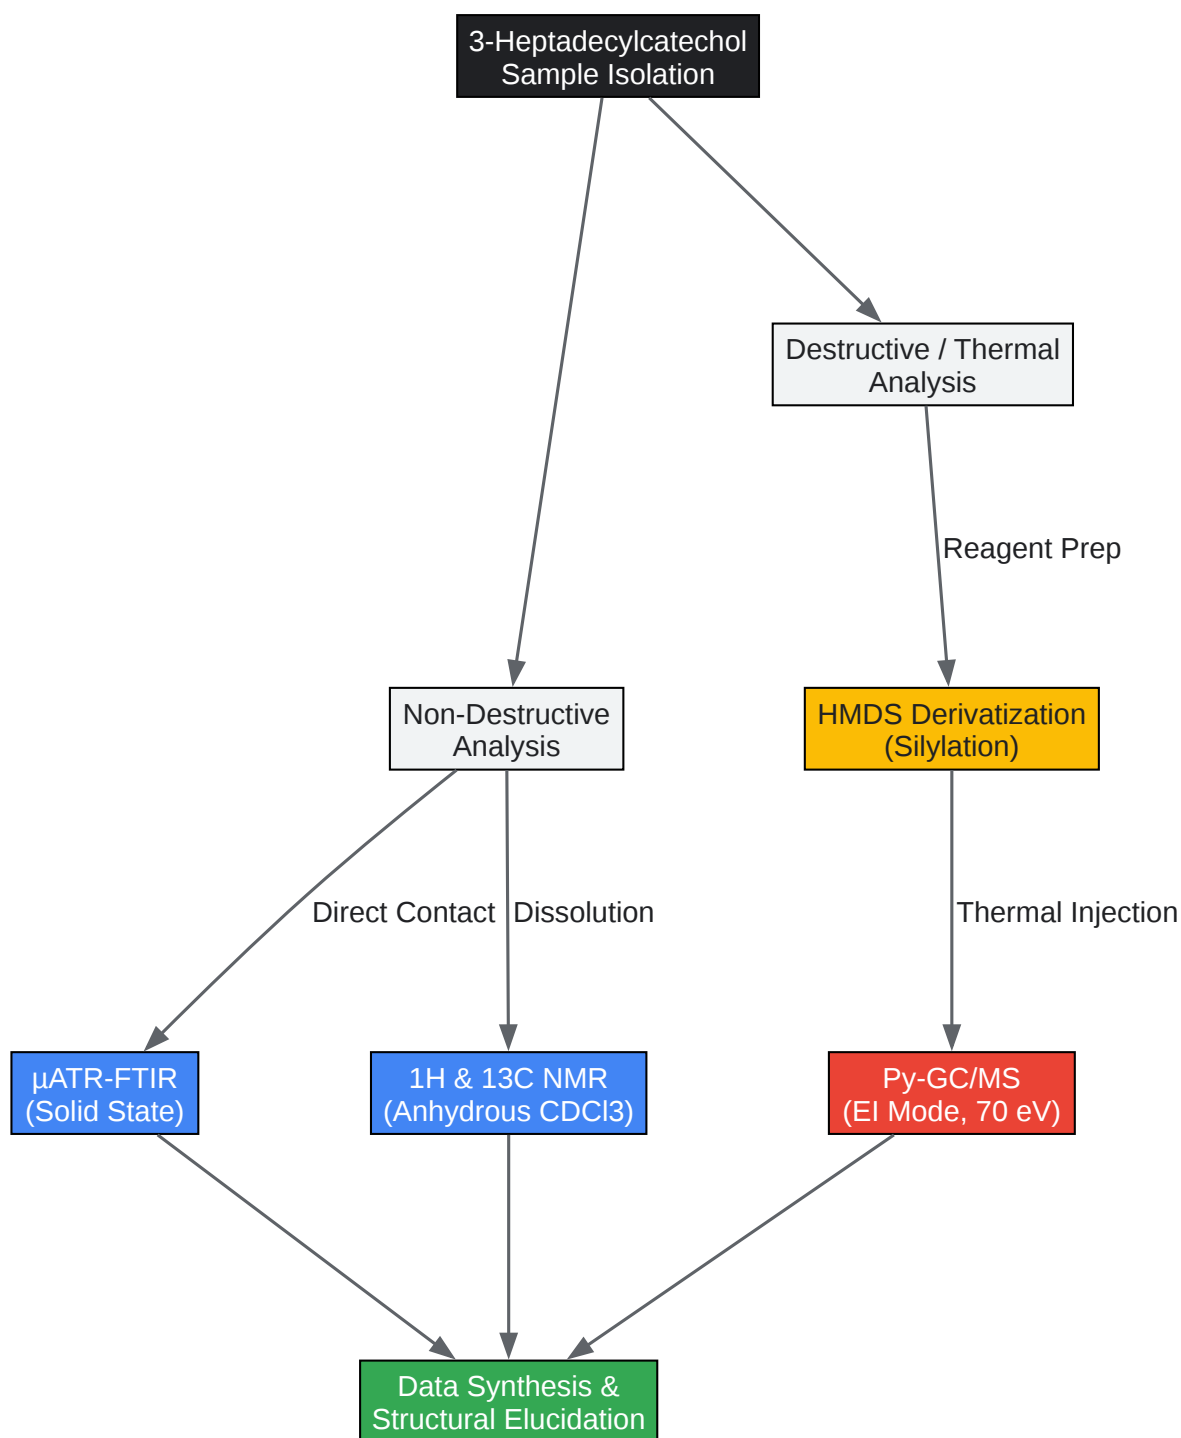 3-Heptadecylcatechol
Sample Isolation
Destructive / Thermal
Analysis
Reagent Prep
Non-Destructive
Analysis
HMDS Derivatization
(Silylation)
Direct Contact
Dissolution
Thermal Injection
µATR-FTIR
(Solid State)
1H & 13C NMR
(Anhydrous CDCl3)
Py-GC/MS
(EI Mode, 70 eV)
Data Synthesis &
Structural Elucidation